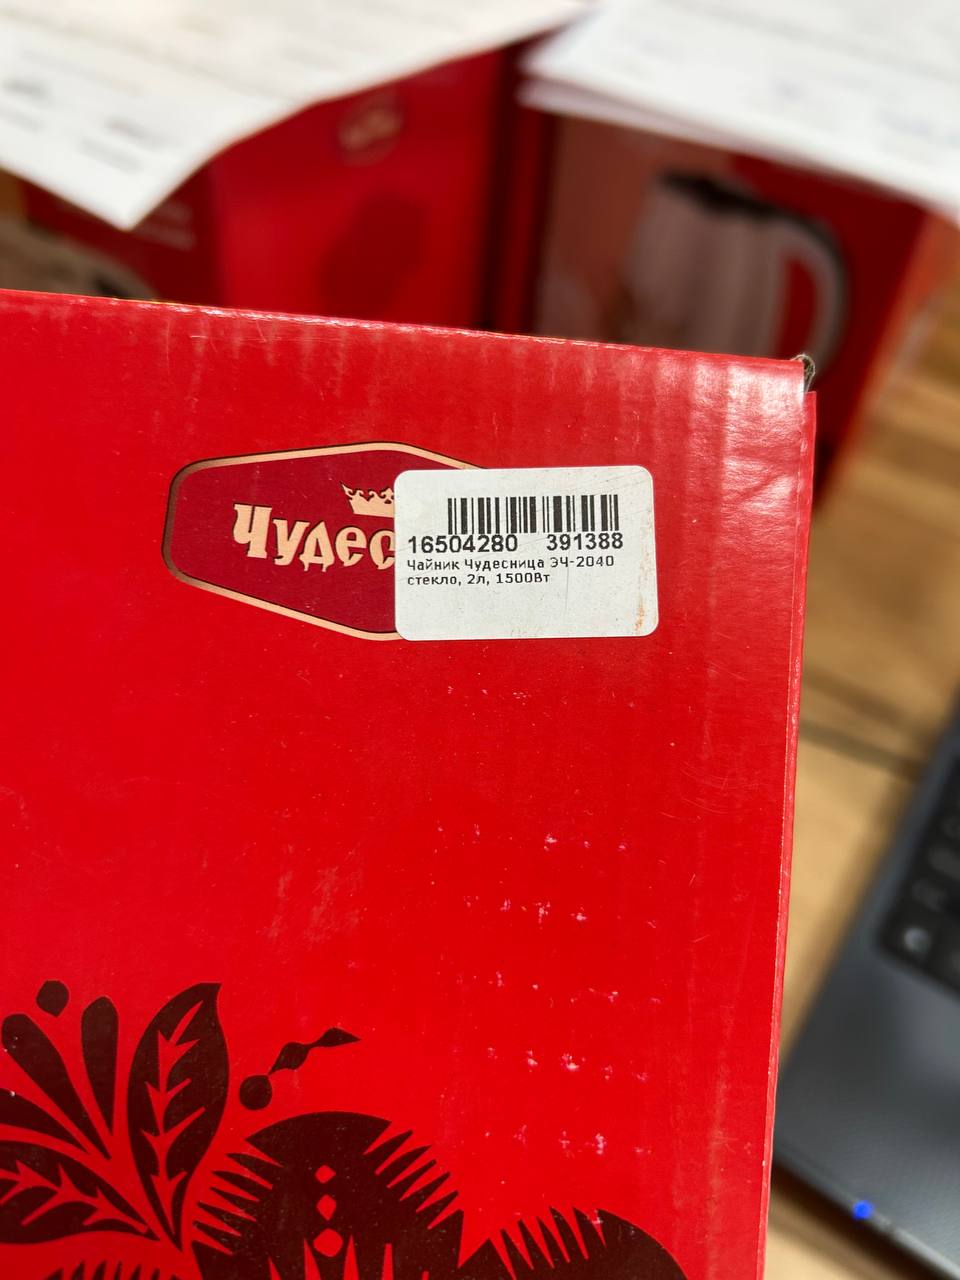 Чудес
16504280 391388
Чайник Чудесница ЭЧ-2040
стекло, 2л, 1500Вт